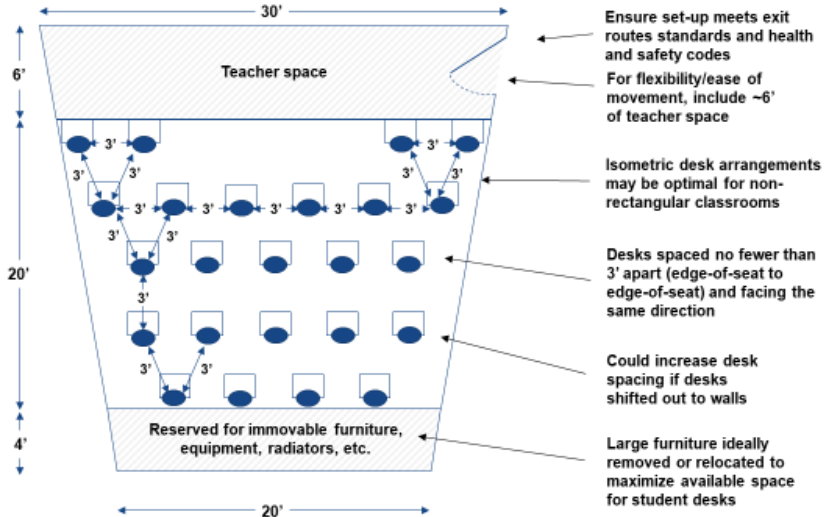 30’
Ensure set-up meets exit
routes standards and health
and safety codes
6’
Teacher space
For flexibility/ease of
movement, include ~6’
of teacher space
3’
3’
3’
3’
3’
3’
Isometric desk arrangements
may be optimal for non-
rectangular classrooms
3’
3’
3’
3’
3’
3’
3’
20’
Desks spaced no fewer than
3’ apart (edge-of-seat to
edge-of-seat) and facing the
same direction
3’
Could increase desk
spacing if desks
shifted out to walls
3’
3’
4’
Reserved for immovable furniture,
equipment, radiators, etc.
Large furniture ideally
removed or relocated to
maximize available space
for student desks
20’